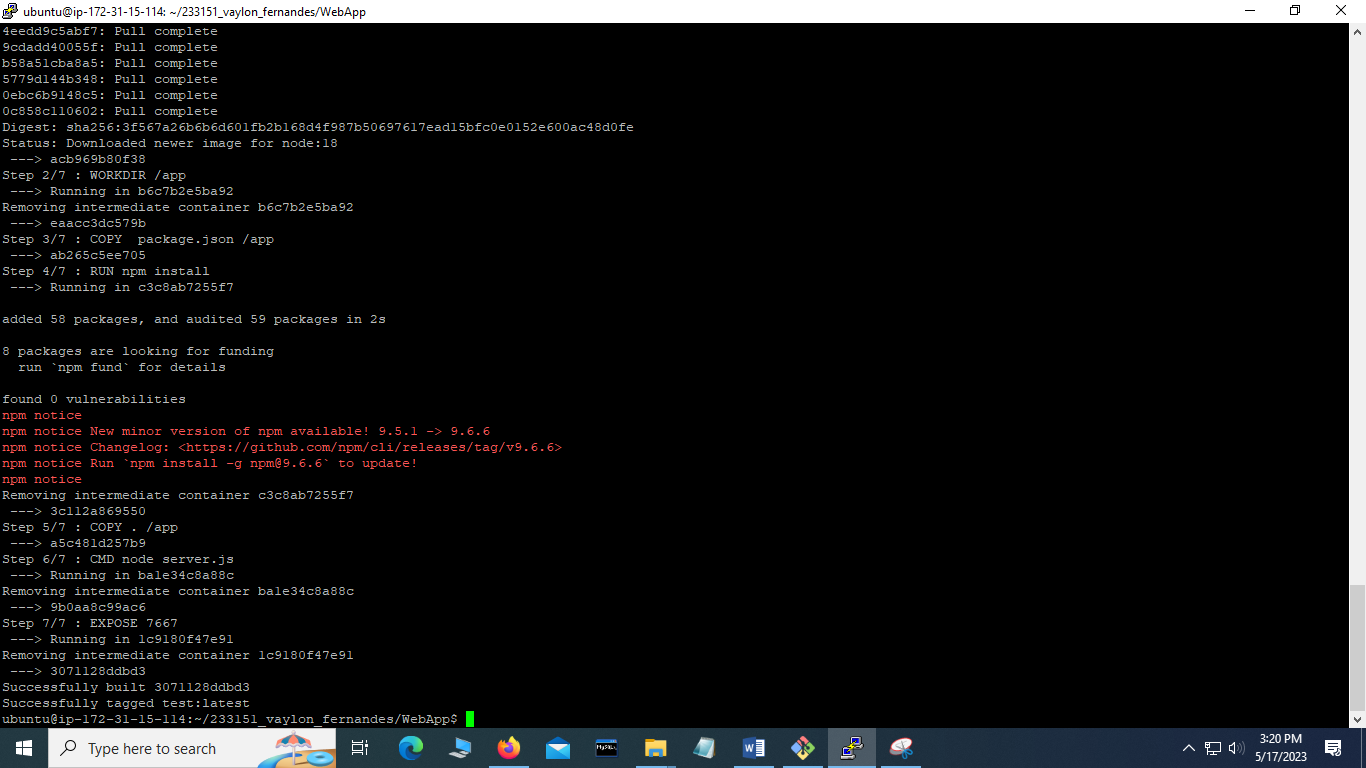 ubuntu@ip-172-31-15-114: ~/233151_vaylon_fernandes/WebApp
4eedd9c5abf7: Pull complete
9cdadd40055f: Pull complete
b58a51cba8a5: Pull complete
5779d144b348: Pull complete
0ebc6b9148c5: Pull complete
0c858c110602: Pull complete
Digest: sha256:3f567a26b6b6d601fb2b168d4f987b50697617ead15bfc0e0152e600ac48d0fe
Status: Downloaded newer image for node:18
 ---> acb969b80f38
Step 2/7 : WORKDIR /app
 ---> Running in b6c7b2e5ba92
Removing intermediate container b6c7b2e5ba92
 ---> eaacc3dc579b
Step 3/7 : COPY  package.json /app
 ---> ab265c5ee705
Step 4/7 : RUN npm install
 ---> Running in c3c8ab7255f7
added 58 packages, and audited 59 packages in 2s
8 packages are looking for funding
  run `npm fund` for details
found 0 vulnerabilities
npm notice
npm notice New minor version of npm available! 9.5.1 -> 9.6.6
npm notice Changelog: <https://github.com/npm/cli/releases/tag/v9.6.6>
npm notice Run `npm install -g npm@9.6.6` to update!
npm notice
Removing intermediate container c3c8ab7255f7
 ---> 3c112a869550
Step 5/7 : COPY . /app
 ---> a5c481d257b9
Step 6/7 : CMD node server.js
 ---> Running in ba1e34c8a88c
Removing intermediate container ba1e34c8a88c
 ---> 9b0aa8c99ac6
Step 7/7 : EXPOSE 7667
 ---> Running in 1c9180f47e91
Removing intermediate container 1c9180f47e91
 ---> 3071128ddbd3
Successfully built 3071128ddbd3
Successfully tagged test:latest
ubuntu@ip-172-31-15-114:~/233151_vaylon_fernandes/WebApp$
Type here to search
MySQL
W
3:20 PM
5/17/2023